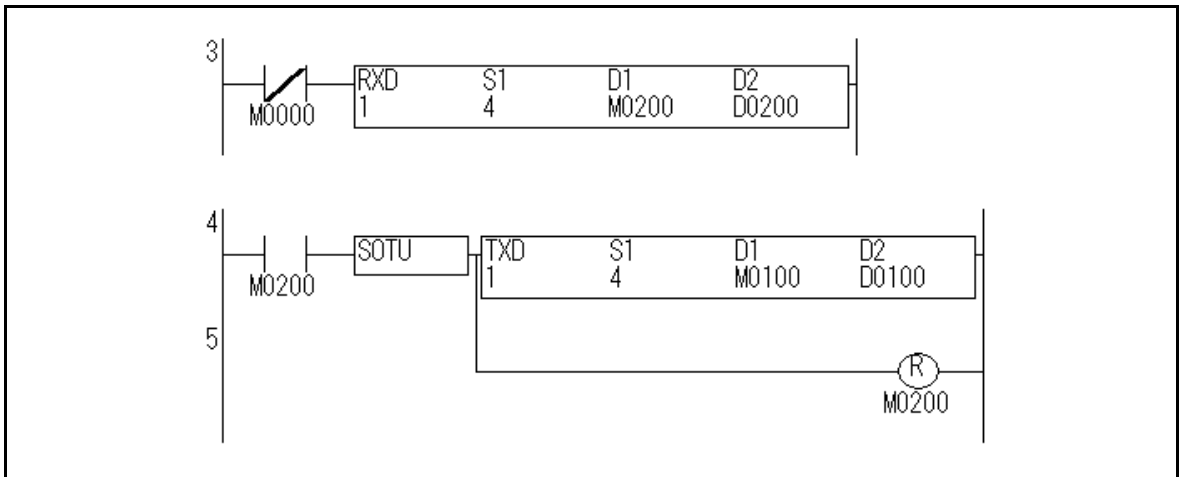 3
RXD S1 D1 D2
1 4 M0200 D0200
M0000
4
SOTU TXD S1 D1 D2
1 4 M0100 D0100
M0200
5
R
M0200